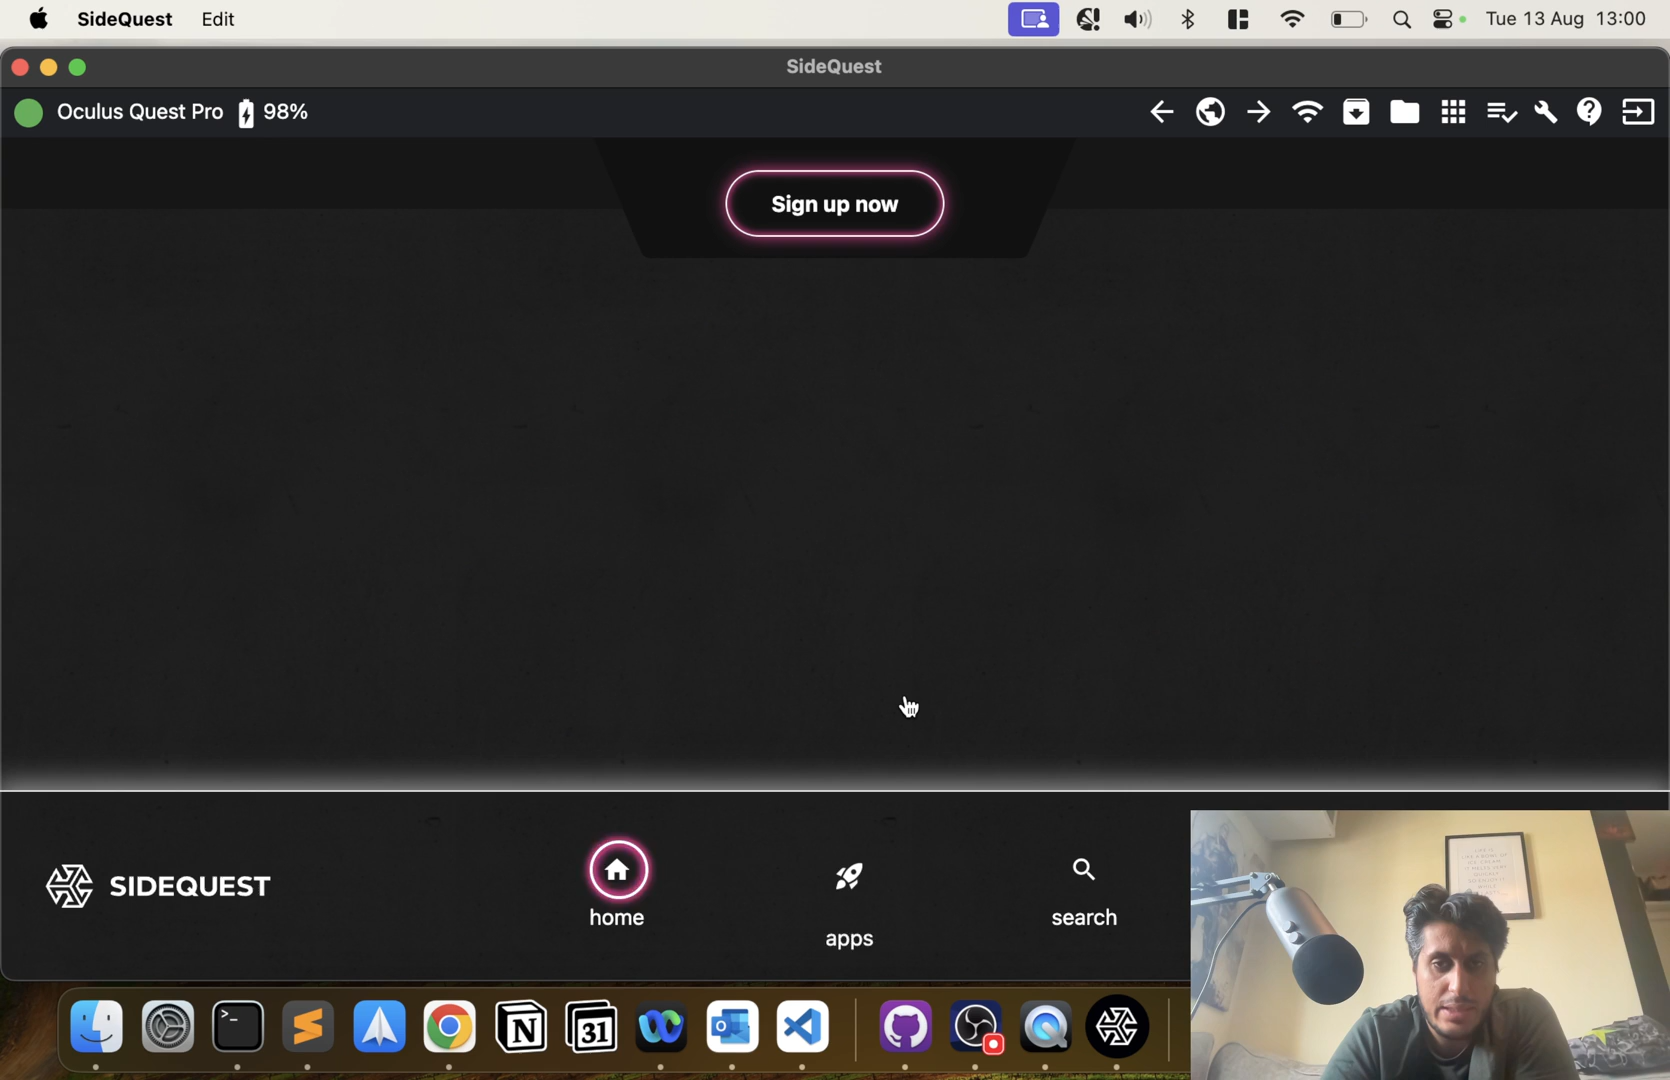 SideQuest Edit Tue 13 Aug 13:00
SideQuest
Oculus Quest Pro 98%
Sign up now
SIDEQUEST
home
apps
search
31